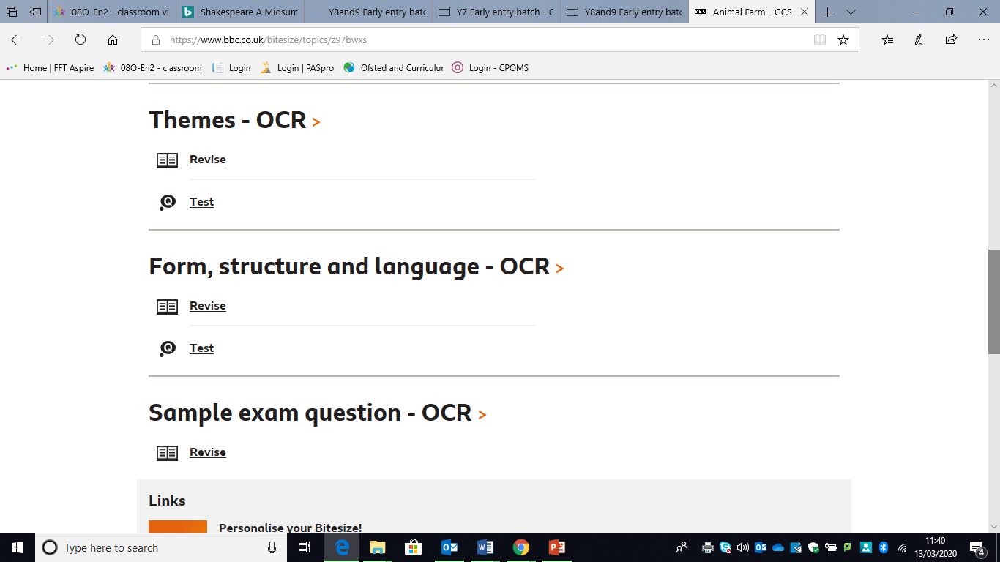 08O-En2 - classroom vi
Shakespeare A Midsum
Y8and9 Early entry batc
Y7 Early entry batch - C
Y8and9 Early entry batc
BBC Animal Farm - GCS
https://www.bbc.co.uk/bitesize/topics/z97bwxs
Home | FFT Aspire
08O-En2 - classroom
Login
Login | PASpro
Ofsted and Curriculur
Login - CPOMS
Themes - OCR >
Revise
Test
Form, structure and language - OCR >
Revise
Test
Sample exam question - OCR >
Revise
Links
Personalise your Bitesize!
Type here to search
11:40
13/03/2020
4